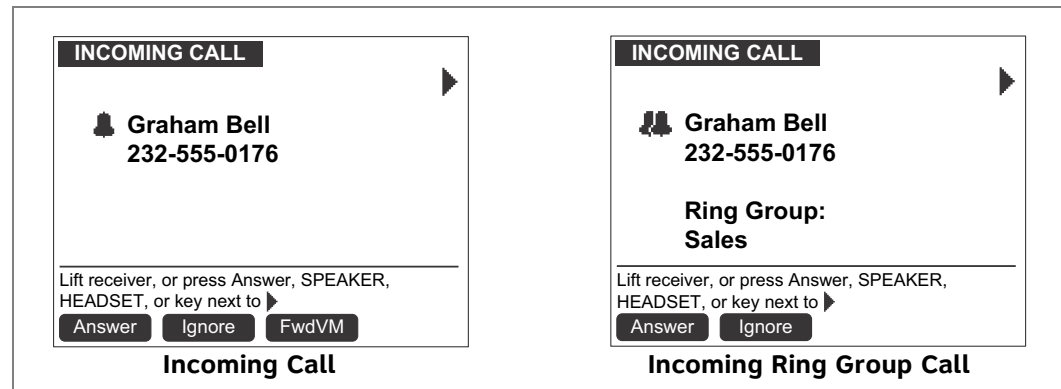 INCOMING CALL
Graham Bell
232-555-0176
Lift receiver, or press Answer, SPEAKER,
HEADSET, or key next to
Answer Ignore FwdVM
Incoming Call
INCOMING CALL
Graham Bell
232-555-0176
Ring Group:
Sales
Lift receiver, or press Answer, SPEAKER,
HEADSET, or key next to
Answer Ignore
Incoming Ring Group Call